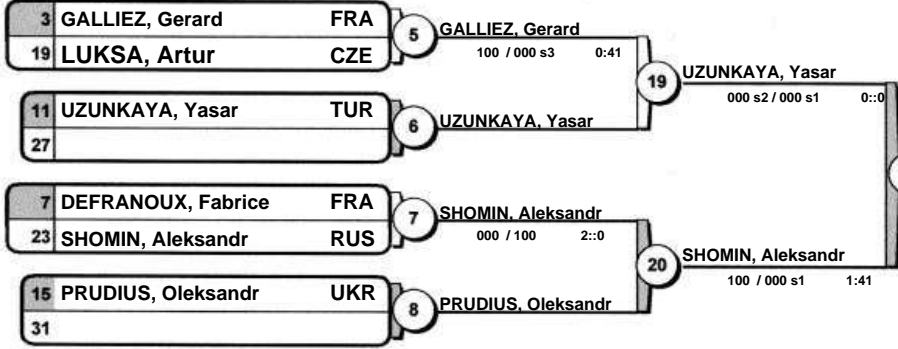 3 GALLIEZ, Gerard FRA
19 LUKSA, Artur CZE
5
GALLIEZ, Gerard
100 / 000 s3 0:41
11 UZUNKAYA, Yasar TUR
27
6
UZUNKAYA, Yasar
19
UZUNKAYA, Yasar
000 s2 / 000 s1 0::0
7 DEFRANOUX, Fabrice FRA
23 SHOMIN, Aleksandr RUS
7
SHOMIN, Aleksandr
000 / 100 2::0
15 PRUDIUS, Oleksandr UKR
31
8
PRUDIUS, Oleksandr
20
SHOMIN, Aleksandr
100 / 000 s1 1:41